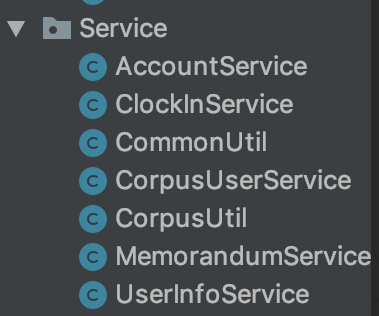 Service
AccountService
ClockInService
CommonUtil
CorpusUserService
CorpusUtil
MemorandumService
UserInfoService